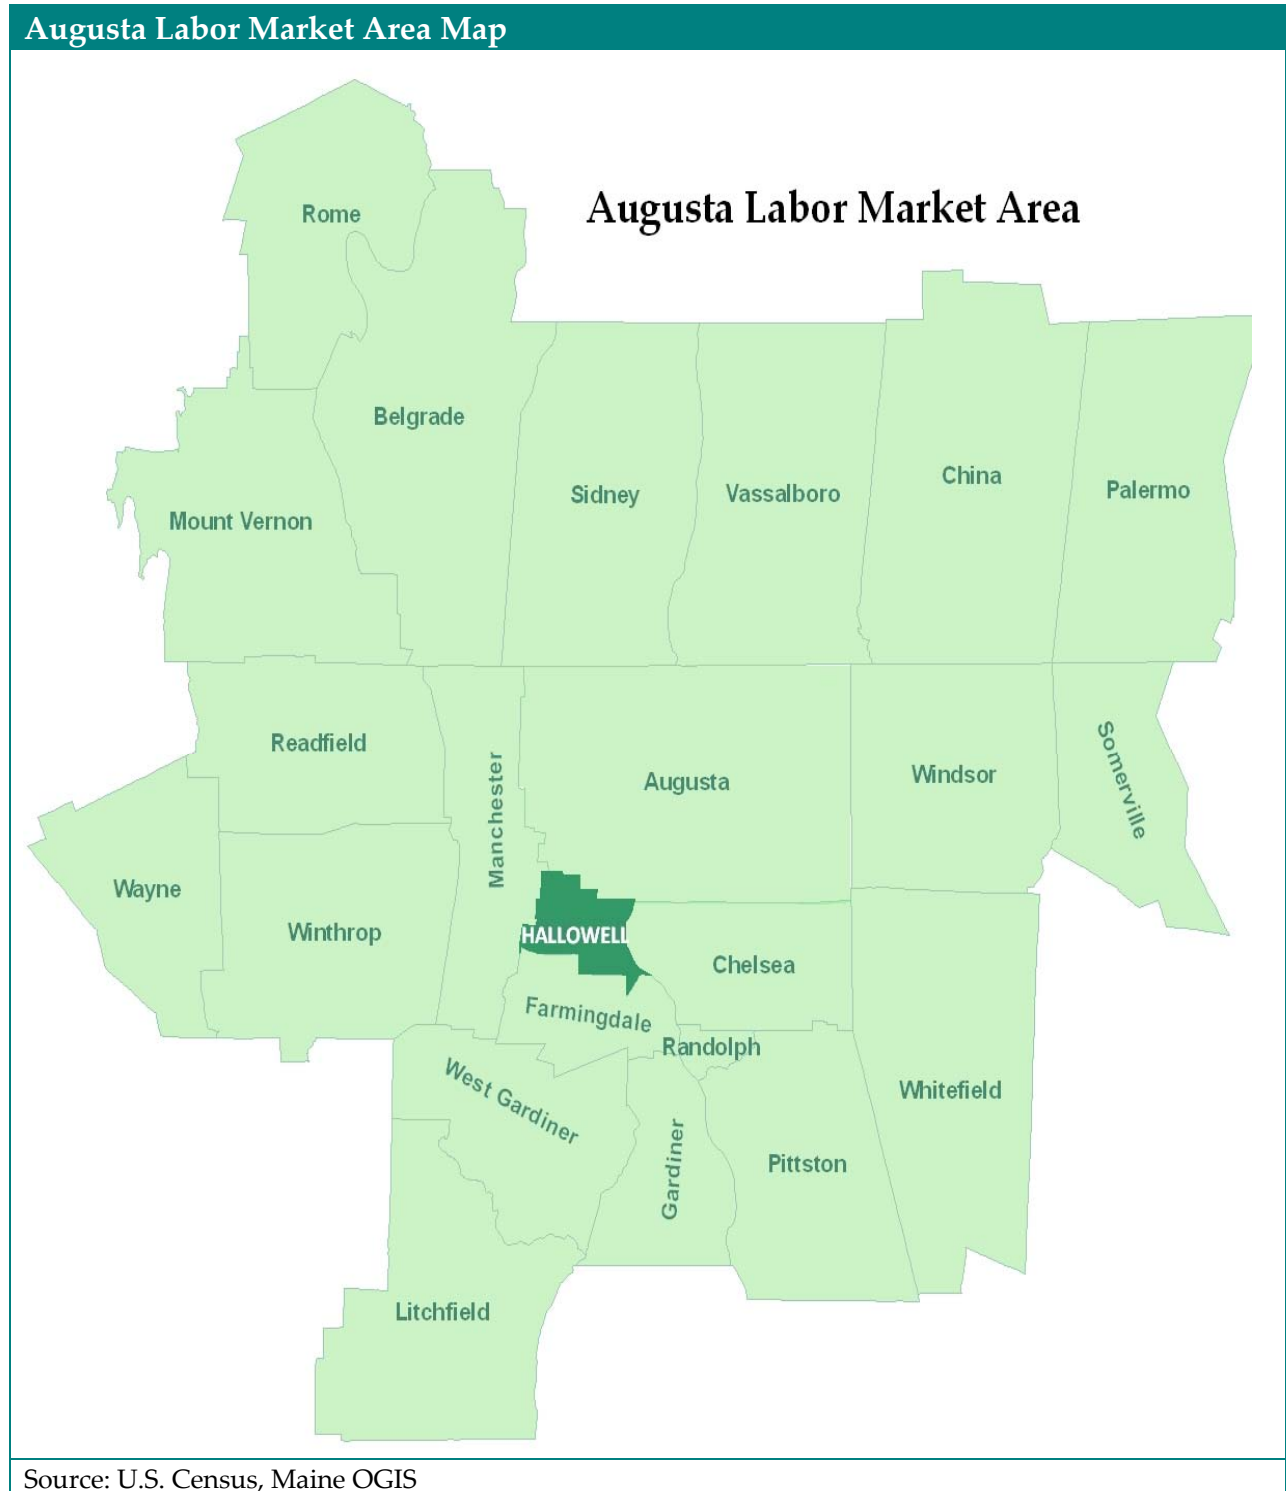 Augusta Labor Market Area Map
Augusta Labor Market Area
Rome
Belgrade
Sidney
Vassalboro
China
Palermo
Mount Vernon
Readfield
Manchester
Augusta
Windsor
Somerville
Wayne
Winthrop
HALLOWELL
Chelsea
Farmingdale
Randolph
West Gardiner
Gardiner
Pittston
Whitefield
Litchfield
Source: U.S. Census, Maine OGIS